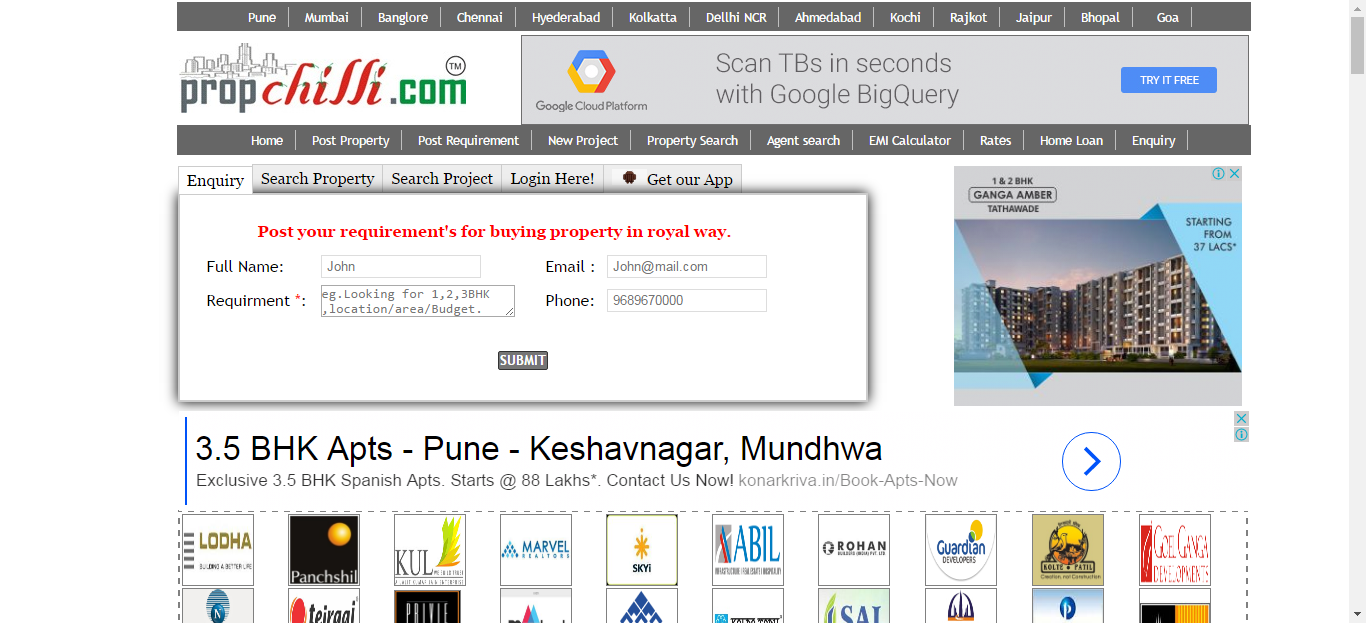 Pune Mumbai Banglore Chennai Hyederabad Kolkatta Dellhi NCR Ahmedabad Kochi Rajkot Jaipur Bhopal Goa
propchilli.com TM
Google Cloud Platform
Scan TBs in seconds
with Google BigQuery
TRY IT FREE
Home Post Property Post Requirement New Project Property Search Agent search EMI Calculator Rates Home Loan Enquiry
Enquiry Search Property Search Project Login Here! Get our App
Post your requirement's for buying property in royal way.
Full Name: John Email : John@mail.com
Requirment *: eg.Looking for 1,2,3BHK
,location/area/Budget.
Phone: 9689670000
SUBMIT
1 & 2 BHK
GANGA AMBER
TATHAWADE
STARTING
FROM
37 LACS*
3.5 BHK Apts - Pune - Keshavnagar, Mundhwa
Exclusive 3.5 BHK Spanish Apts. Starts @ 88 Lakhs*. Contact Us Now! konarkriva.in/Book-Apts-Now
LODHA
BUILDING A BETTER LIFE
Panchshil
KUL
MARVEL
REALTORS
SKYi
ABIL
ROHAN
Guardian
DEVELOPERS
KOLTE PATIL
Creation, not Construction
GOEL GANGA
DEVELOPMENTS
N
PRIVIE